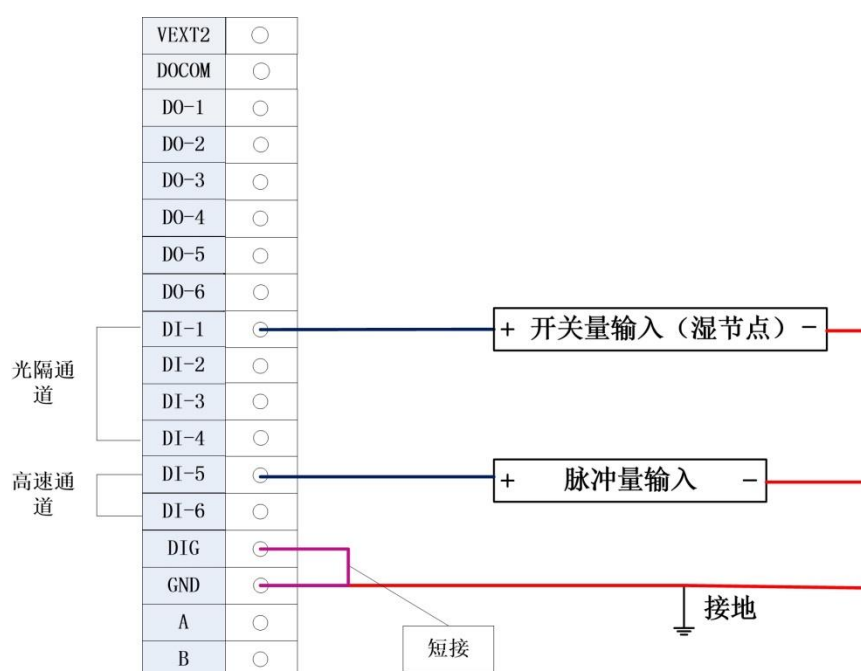 VEXT2
DOCOM
DO-1
DO-2
DO-3
DO-4
DO-5
DO-6
DI-1
+ 开关量输入（湿节点）-
DI-2
光隔通
道
DI-3
DI-4
DI-5
+ 脉冲量输入 -
高速通
道
DI-6
DIG
GND
接地
A
短接
B